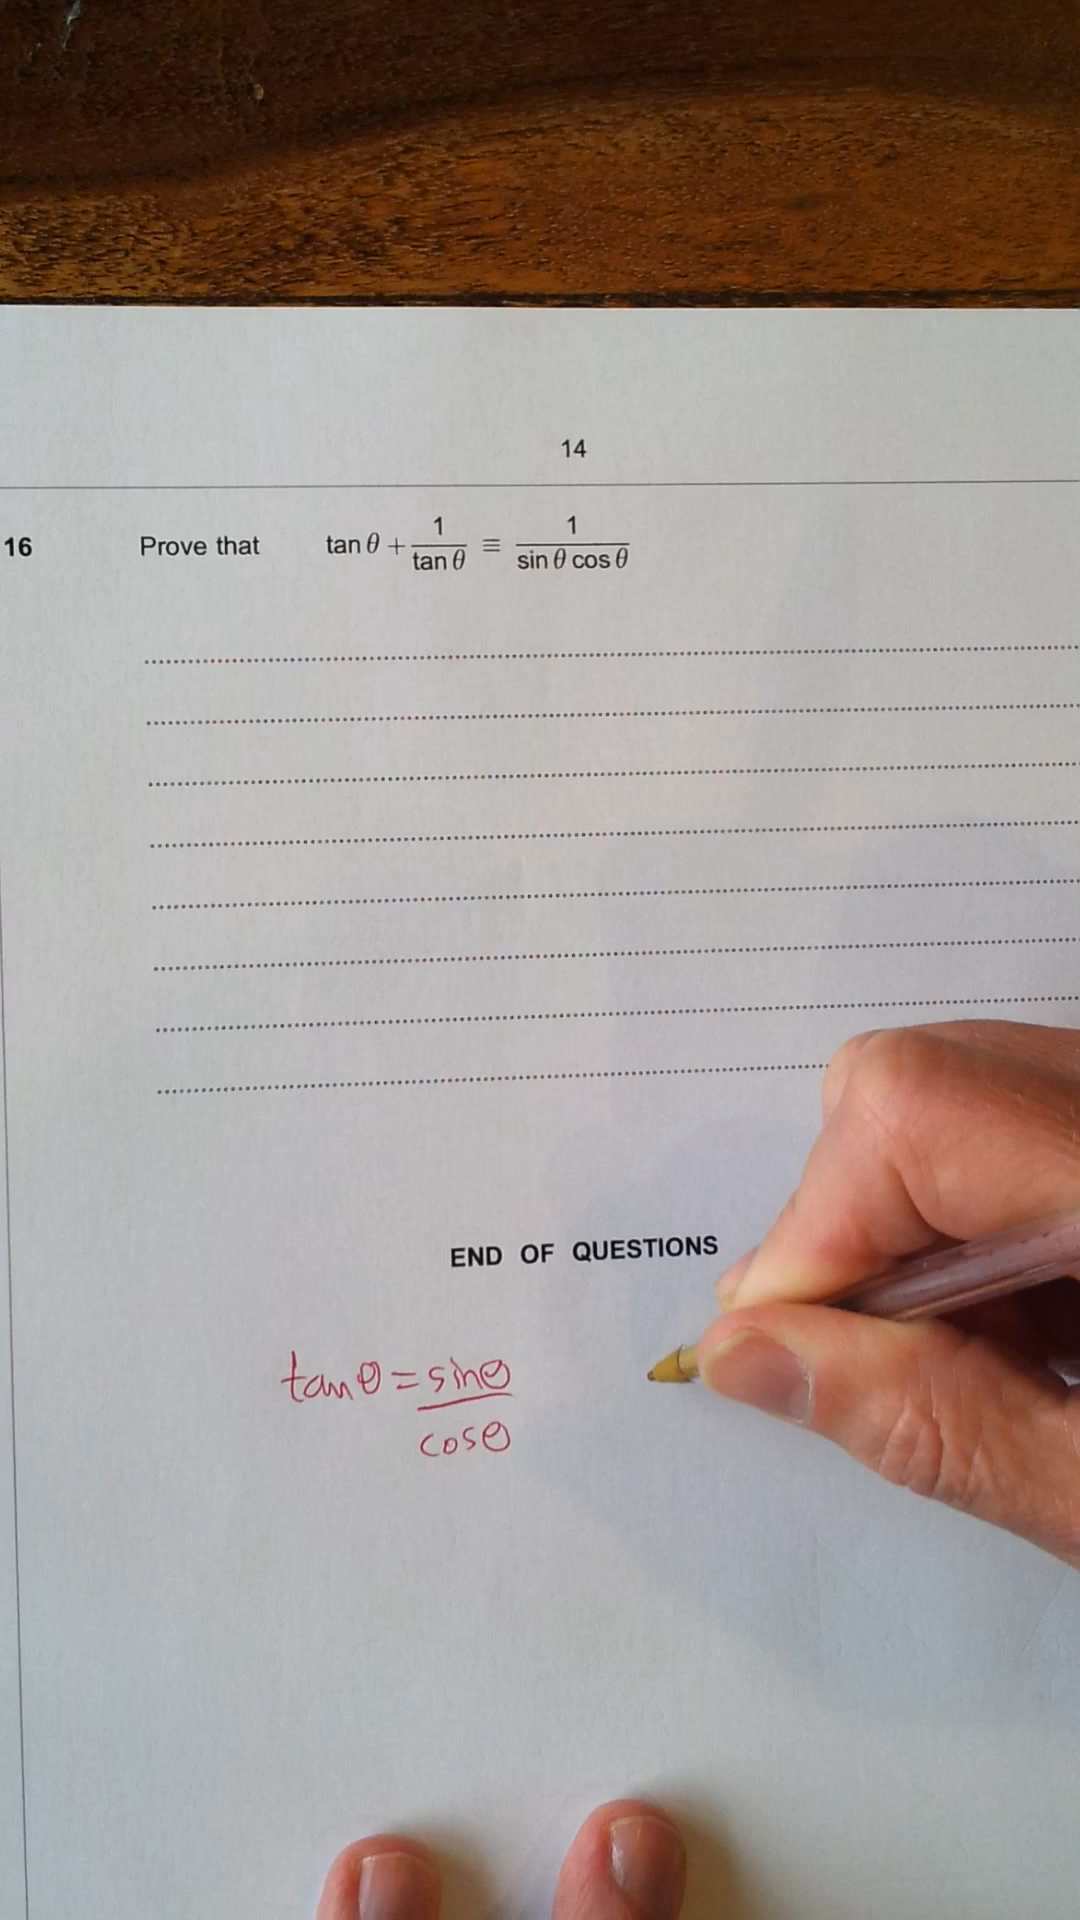 14
16 Prove that tan θ + 1/tan θ ≡ 1/(sin θ cos θ)
END OF QUESTIONS
tan θ = sin θ/cos θ